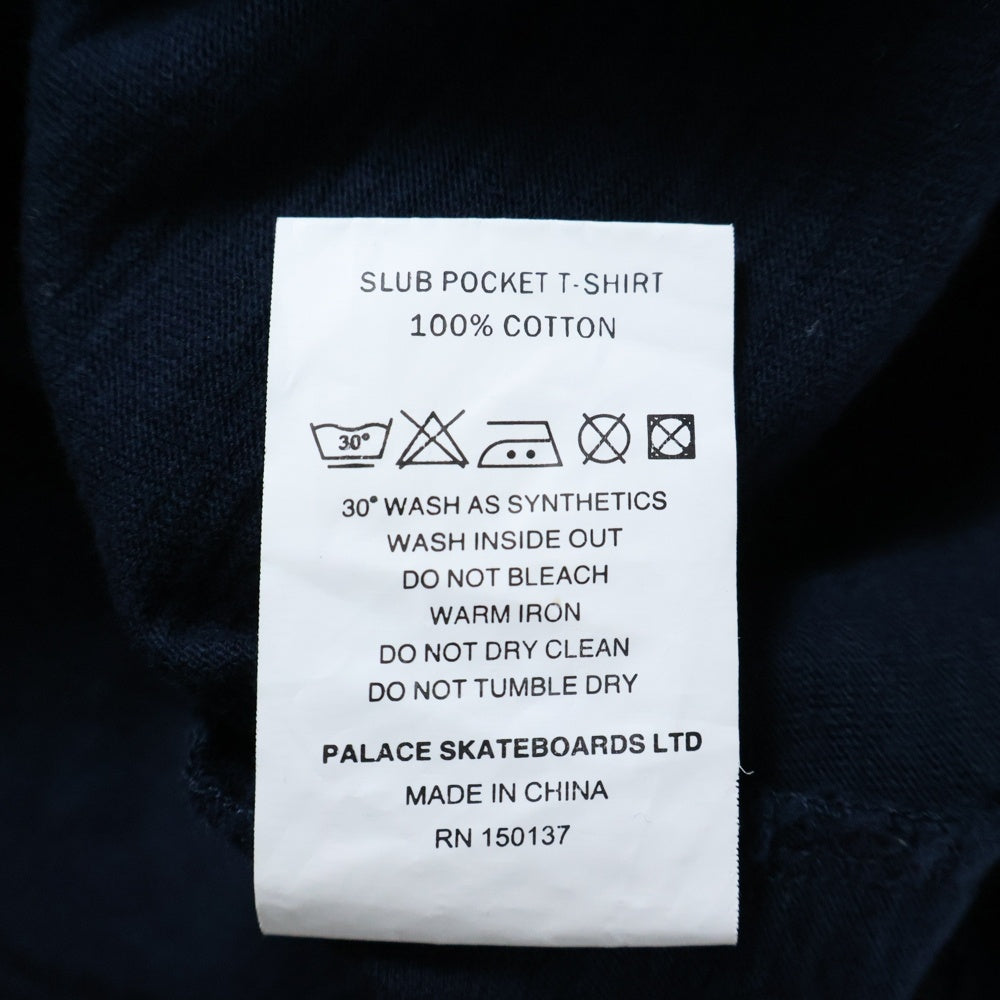 SLUB POCKET T-SHIRT
100% COTTON
30°
30° WASH AS SYNTHETICS
WASH INSIDE OUT
DO NOT BLEACH
WARM IRON
DO NOT DRY CLEAN
DO NOT TUMBLE DRY
PALACE SKATEBOARDS LTD
MADE IN CHINA
RN 150137